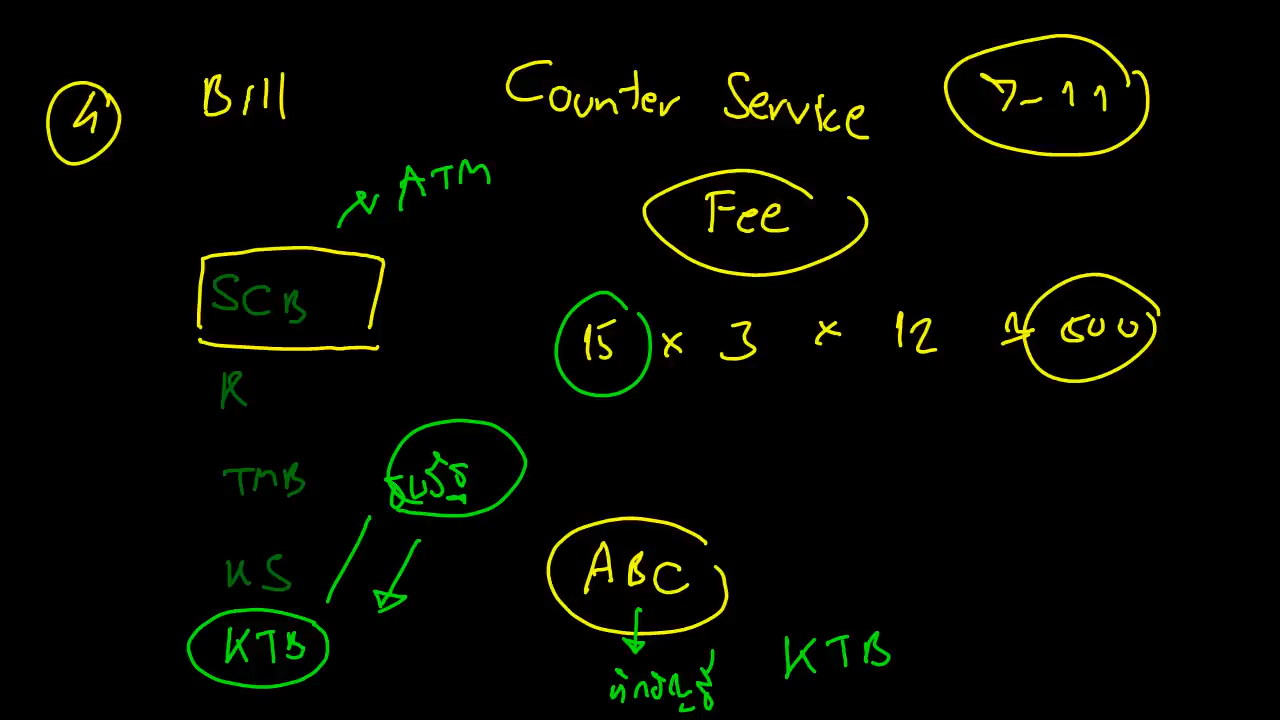 4 Bill Counter Service 7-11
ATM
Fee
SCB
15 x 3 x 12 ≈ 500
K
TMB
ABC
KS
KTB KTB